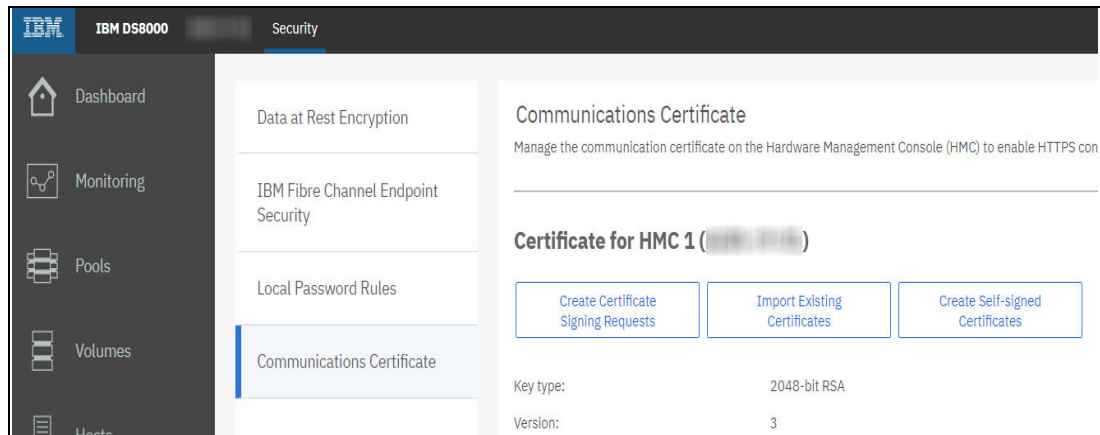 IBM
IBM DS8000
Security
Dashboard
Monitoring
Pools
Volumes
Hosts
Data at Rest Encryption
IBM Fibre Channel Endpoint
Security
Local Password Rules
Communications Certificate
Communications Certificate
Manage the communication certificate on the Hardware Management Console (HMC) to enable HTTPS con
Certificate for HMC 1 ( )
Create Certificate
Signing Requests
Import Existing
Certificates
Create Self-signed
Certificates
Key type: 2048-bit RSA
Version: 3